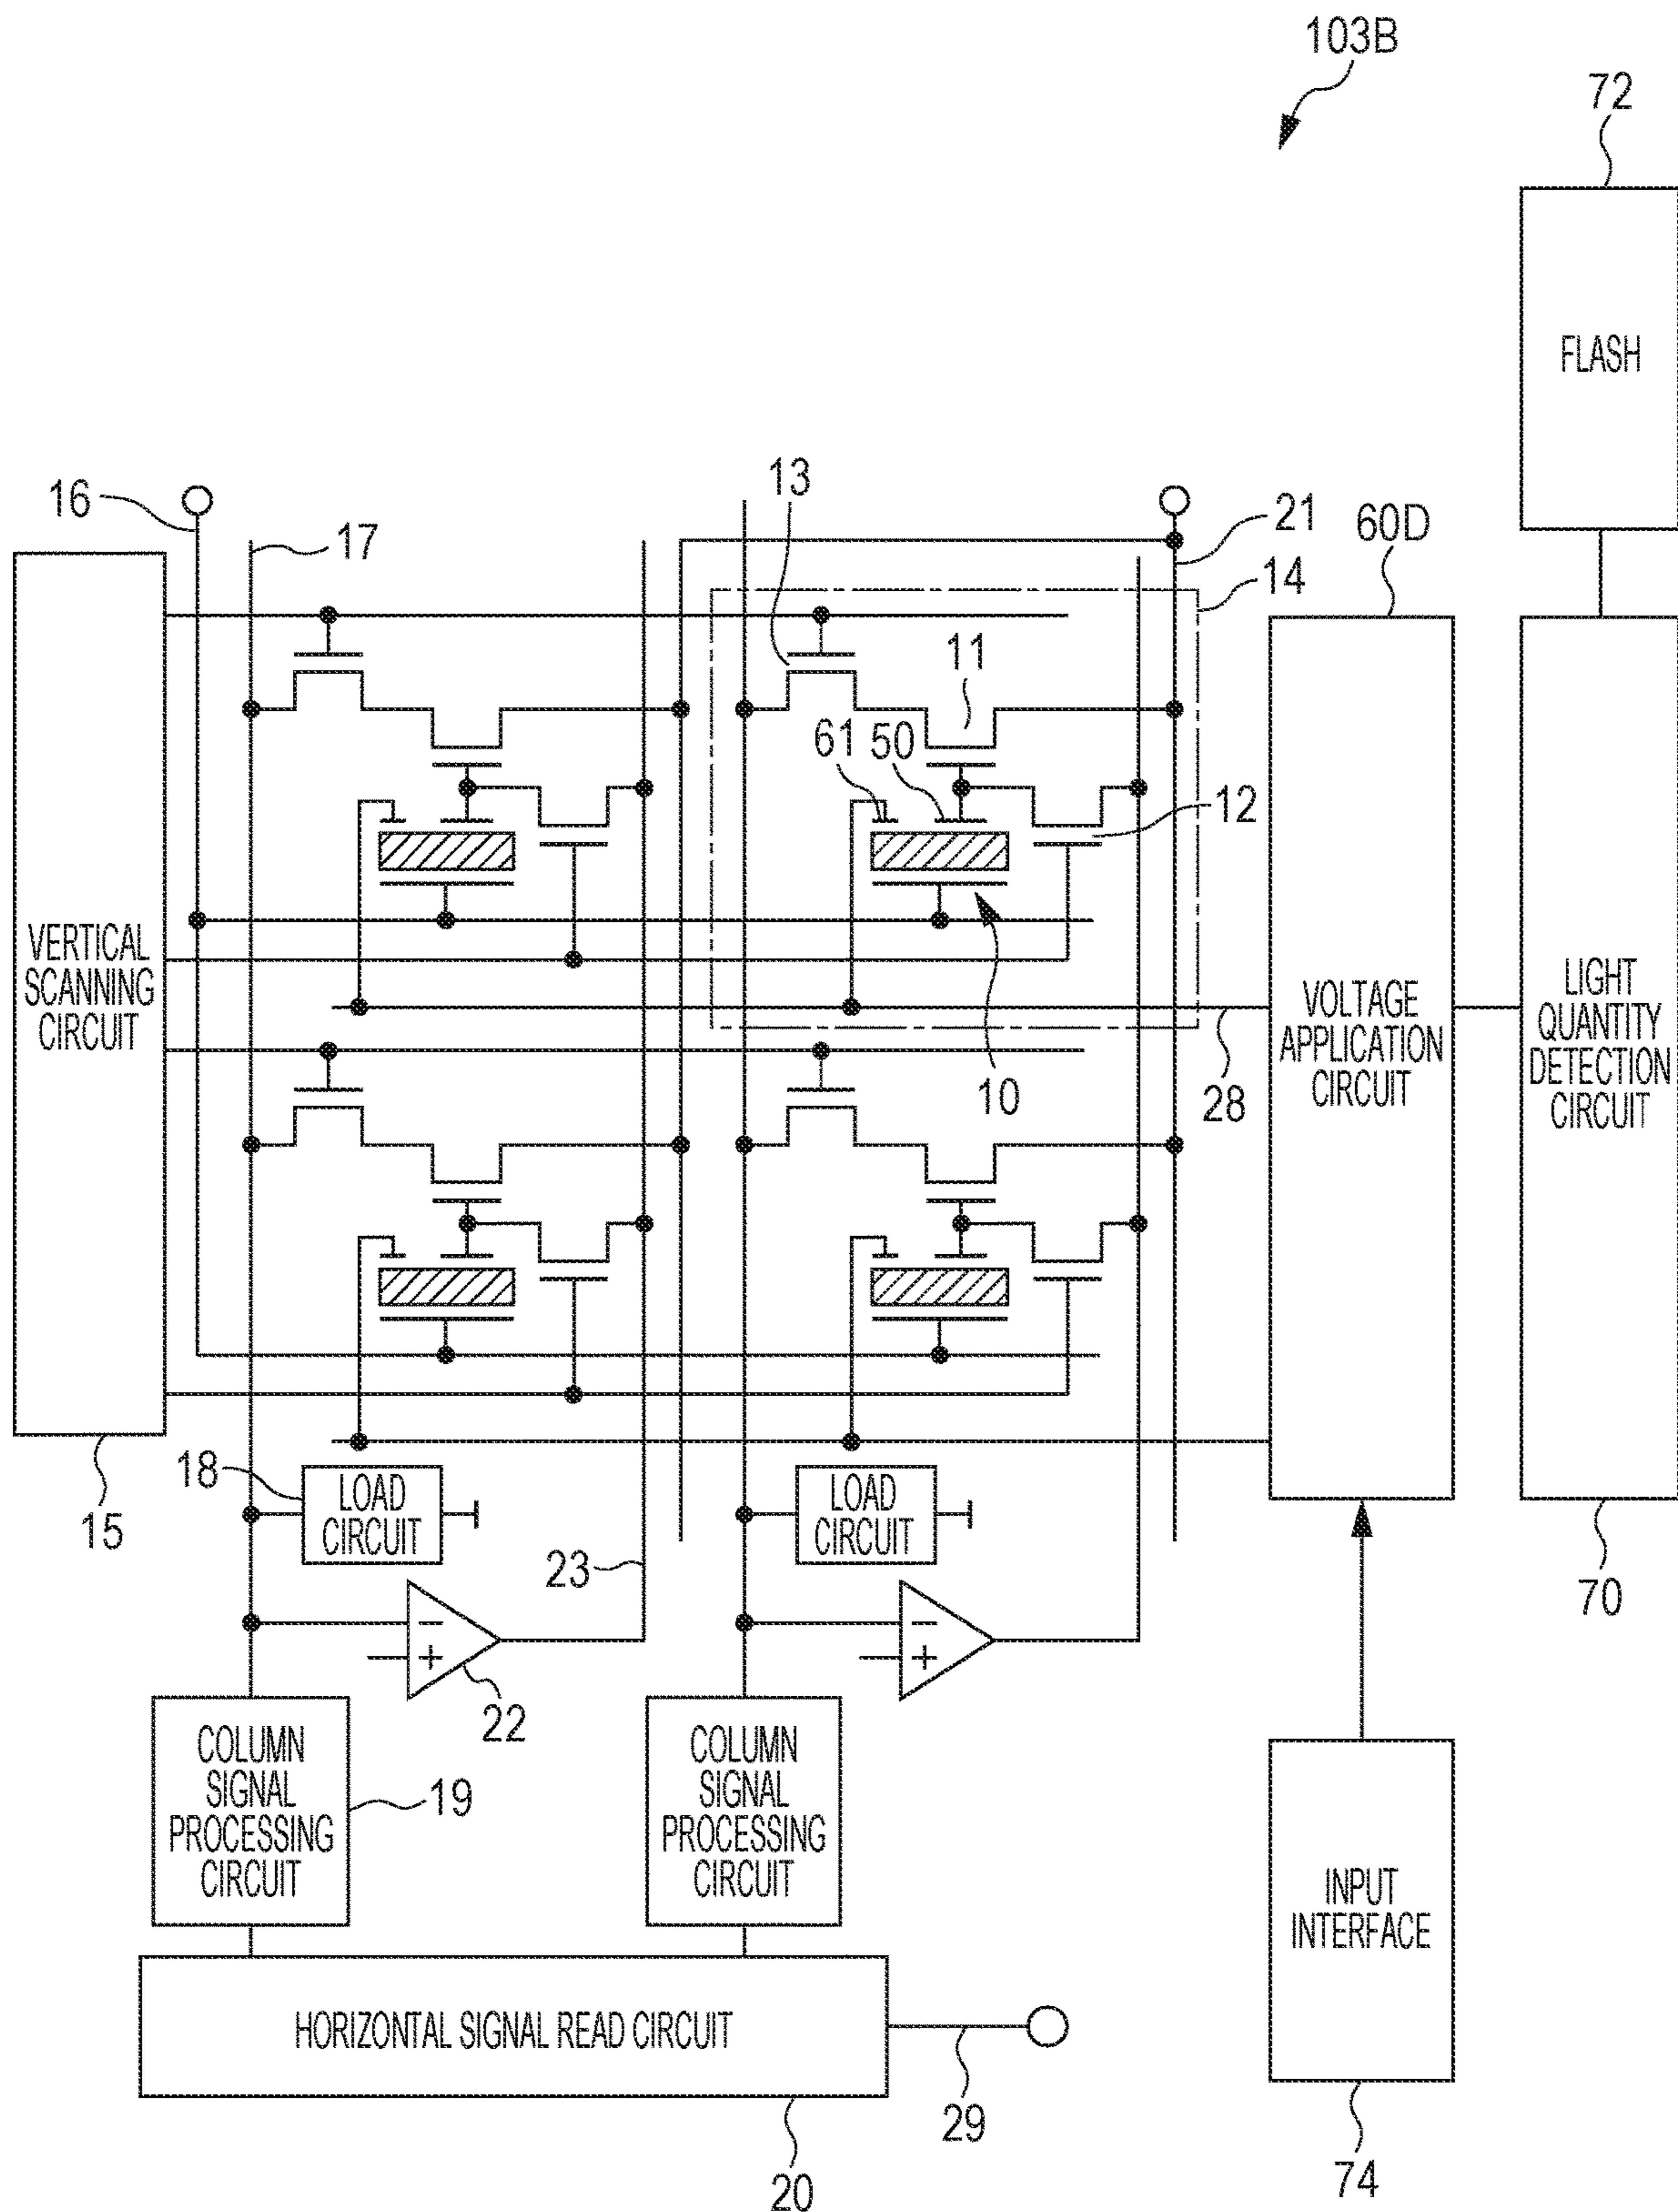 103B
72
FLASH
16
17
13
21
60D
14
11
61
50
12
VERTICAL
SCANNING
CIRCUIT
10
28
VOLTAGE
APPLICATION
CIRCUIT
LIGHT
QUANTITY
DETECTION
CIRCUIT
15
18
LOAD
CIRCUIT
LOAD
CIRCUIT
23
70
−
+
−
+
22
COLUMN
SIGNAL
PROCESSING
CIRCUIT
19
COLUMN
SIGNAL
PROCESSING
CIRCUIT
INPUT
INTERFACE
HORIZONTAL SIGNAL READ CIRCUIT
29
20
74